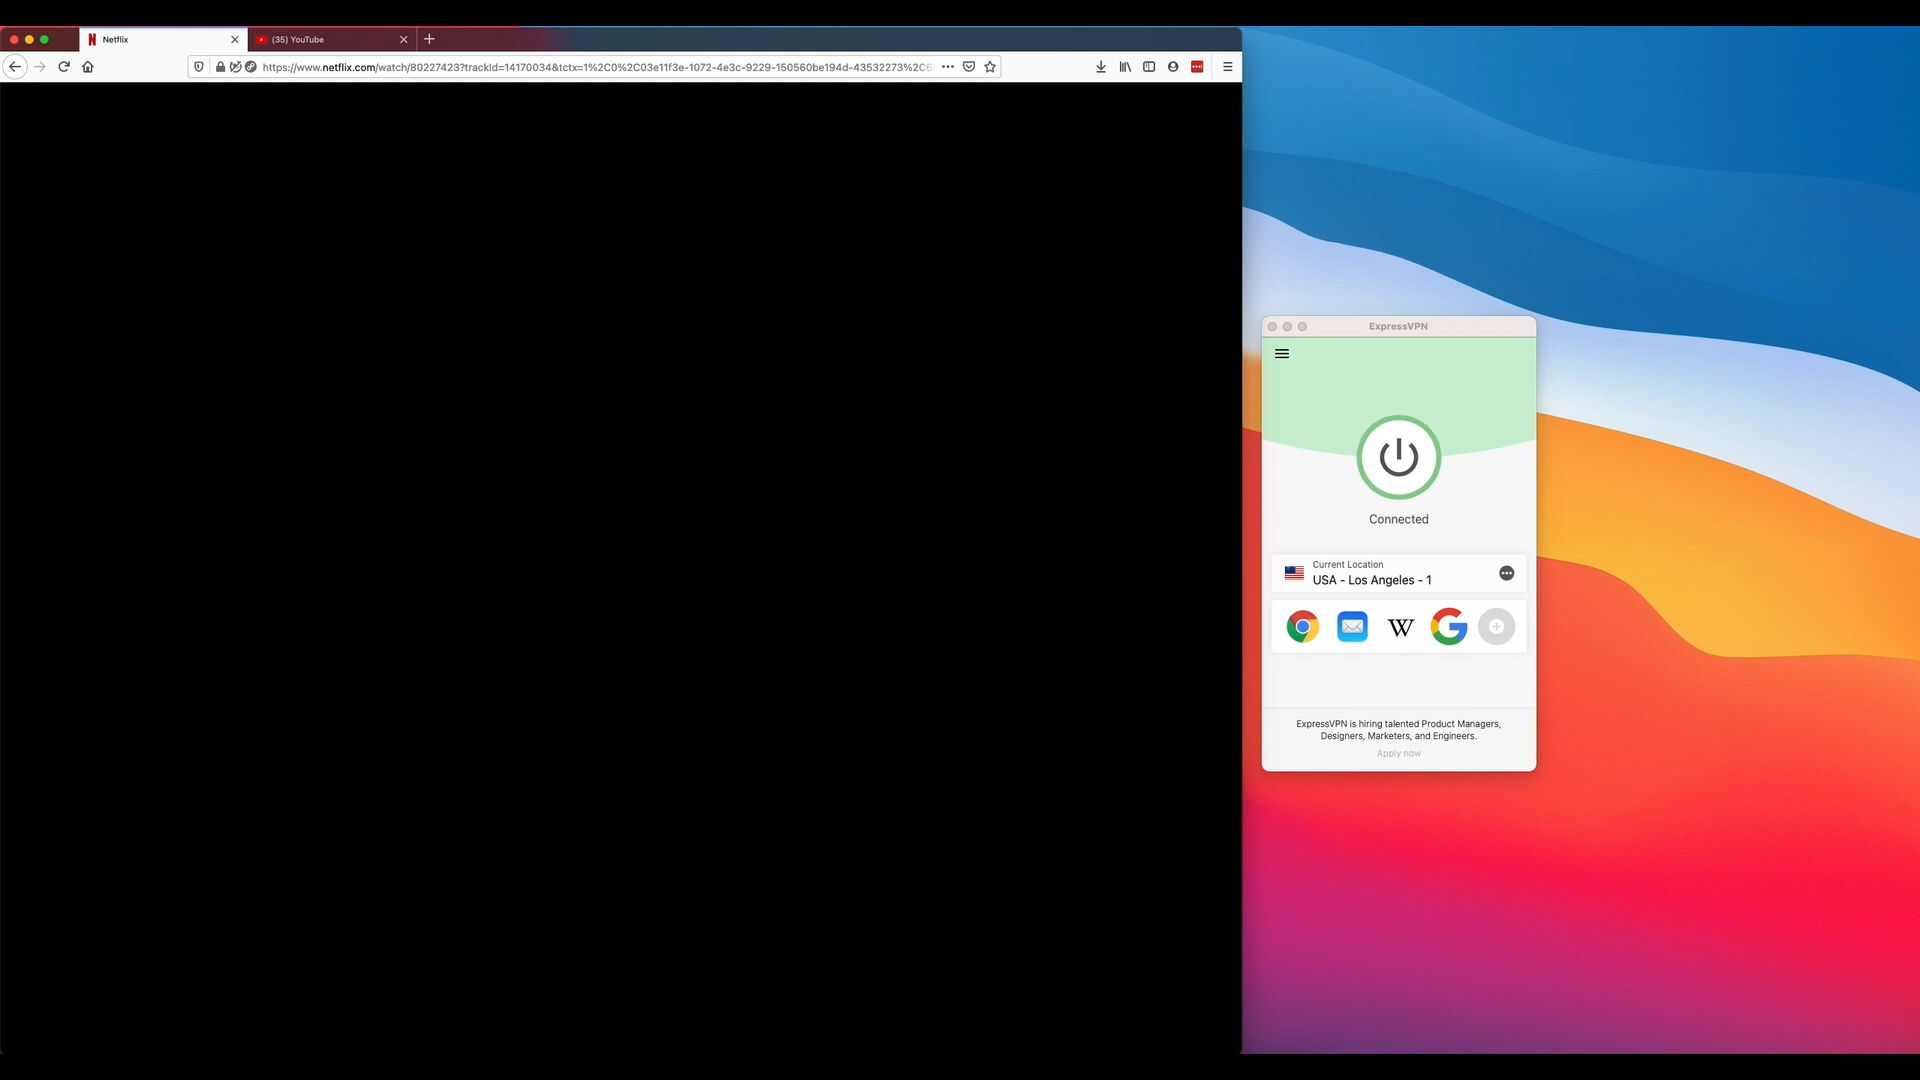 Netflix
(35) YouTube
https://www.netflix.com/watch/80227423?trackId=14170034&tctx=1%2C0%2C03e11f3e-1072-4e3c-9229-150560be194d-43532273%2C6
ExpressVPN
Connected
Current Location
USA - Los Angeles - 1
W
ExpressVPN is hiring talented Product Managers,
Designers, Marketers, and Engineers.
Apply now